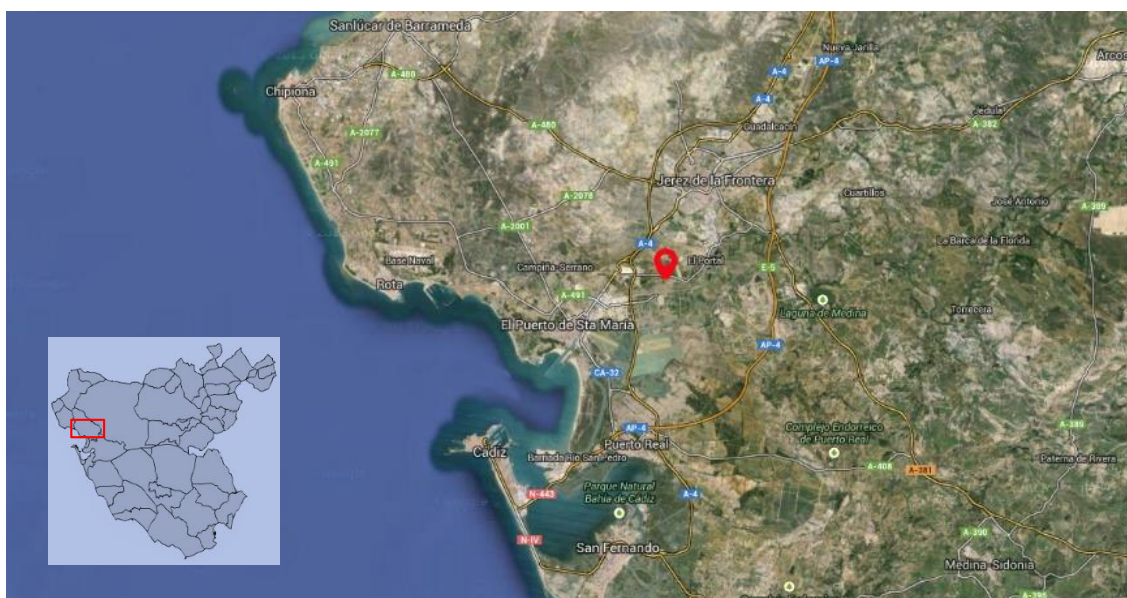 Sanlúcar de Barrameda
Nueva Jarilla
AP-4
A-4
Arcos
A-480
A-4
Chipiona
Jédula
A-2077
A-480
Guadalcacín
A-382
A-491
Jerez de la Frontera
A-2078
Cuartillos
José Antonio
A-389
A-2001
A-4
La Barca de la Florida
Base Naval
Campiña-Serrano
El Portal
E-5
Rota
A-491
Laguna de Medina
Torrecera
El Puerto de Sta María
AP-4
CA-32
AP-4
Complejo Endorreico
de Puerto Real
A-389
Cádiz
Puerto Real
Barriada Río San Pedro
A-408
A-381
Paterna de Rivera
N-443
Parque Natural
Bahía de Cádiz
A-4
N-IV
San Fernando
A-390
Medina-Sidonia